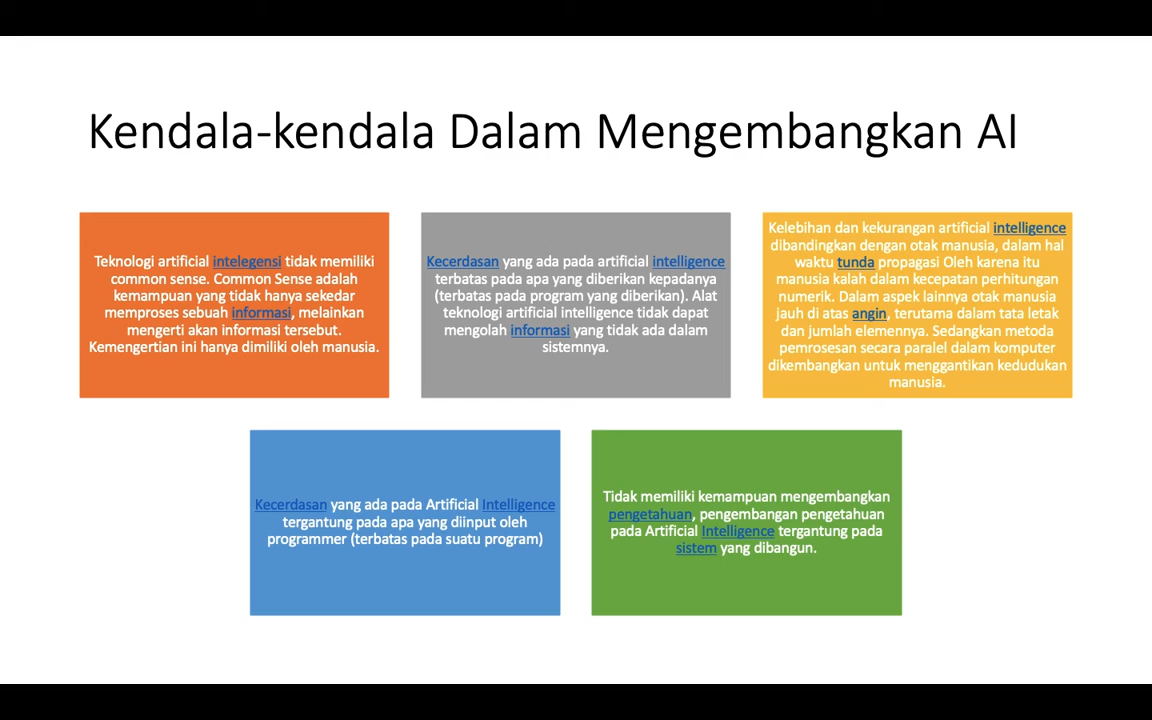 Kendala-kendala Dalam Mengembangkan AI
Teknologi artificial intelegensi tidak memiliki
common sense. Common Sense adalah
kemampuan yang tidak hanya sekedar
memproses sebuah informasi, melainkan
mengerti akan informasi tersebut.
Kemengertian ini hanya dimiliki oleh manusia.
Kecerdasan yang ada pada artificial intelligence
terbatas pada apa yang diberikan kepadanya
(terbatas pada program yang diberikan). Alat
teknologi artificial intelligence tidak dapat
mengolah informasi yang tidak ada dalam
sistemnya.
Kelebihan dan kekurangan artificial intelligence
dibandingkan dengan otak manusia, dalam hal
waktu tunda propagasi Oleh karena itu
manusia kalah dalam kecepatan perhitungan
numerik. Dalam aspek lainnya otak manusia
jauh di atas angin, terutama dalam tata letak
dan jumlah elemennya. Sedangkan metoda
pemrosesan secara paralel dalam komputer
dikembangkan untuk menggantikan kedudukan
manusia.
Kecerdasan yang ada pada Artificial Intelligence
tergantung pada apa yang diinput oleh
programmer (terbatas pada suatu program)
Tidak memiliki kemampuan mengembangkan
pengetahuan, pengembangan pengetahuan
pada Artificial Intelligence tergantung pada
sistem yang dibangun.